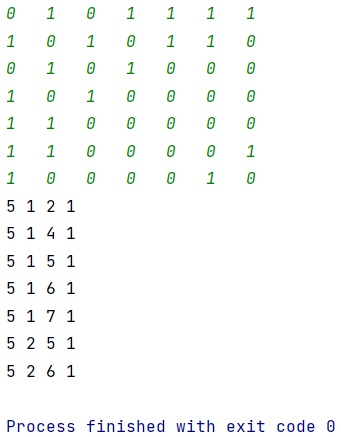 0 1 0 1 1 1 1
1 0 1 0 1 1 0
0 1 0 1 0 0 0
1 0 1 0 0 0 0
1 1 0 0 0 0 0
1 1 0 0 0 0 1
1 0 0 0 0 1 0
5 1 2 1
5 1 4 1
5 1 5 1
5 1 6 1
5 1 7 1
5 2 5 1
5 2 6 1
Process finished with exit code 0